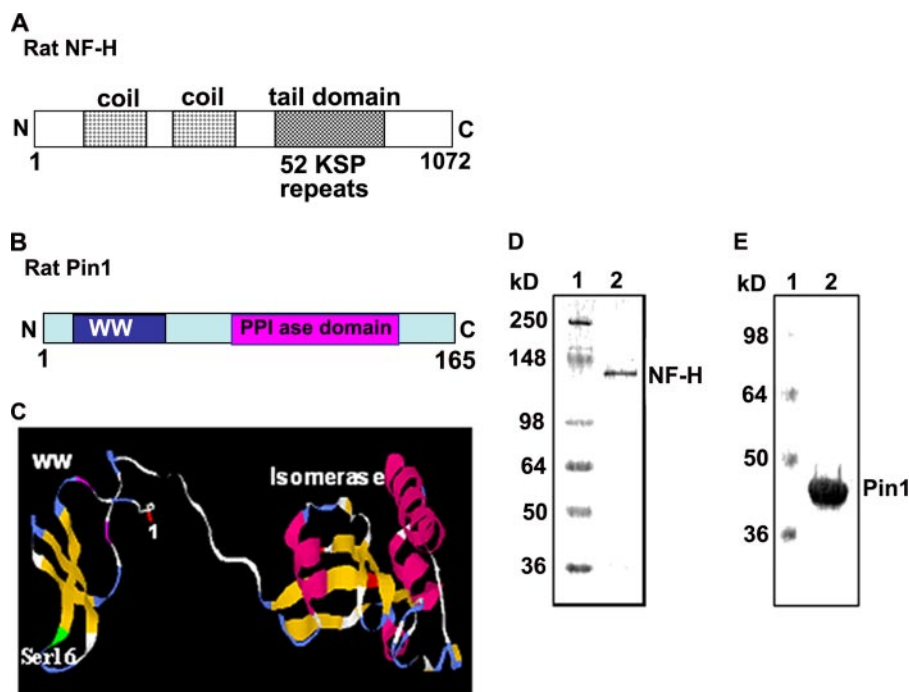 A
Rat NF-H
coil coil tail domain
N C
1 52 KSP 1072
repeats
B
Rat Pin1
N WW PPI ase domain C
1 165
C
WW
Isomerase
1
Ser16
D
kD 1 2
250
148
NF-H
98
64
50
36
E
kD 1 2
98
64
50
Pin1
36